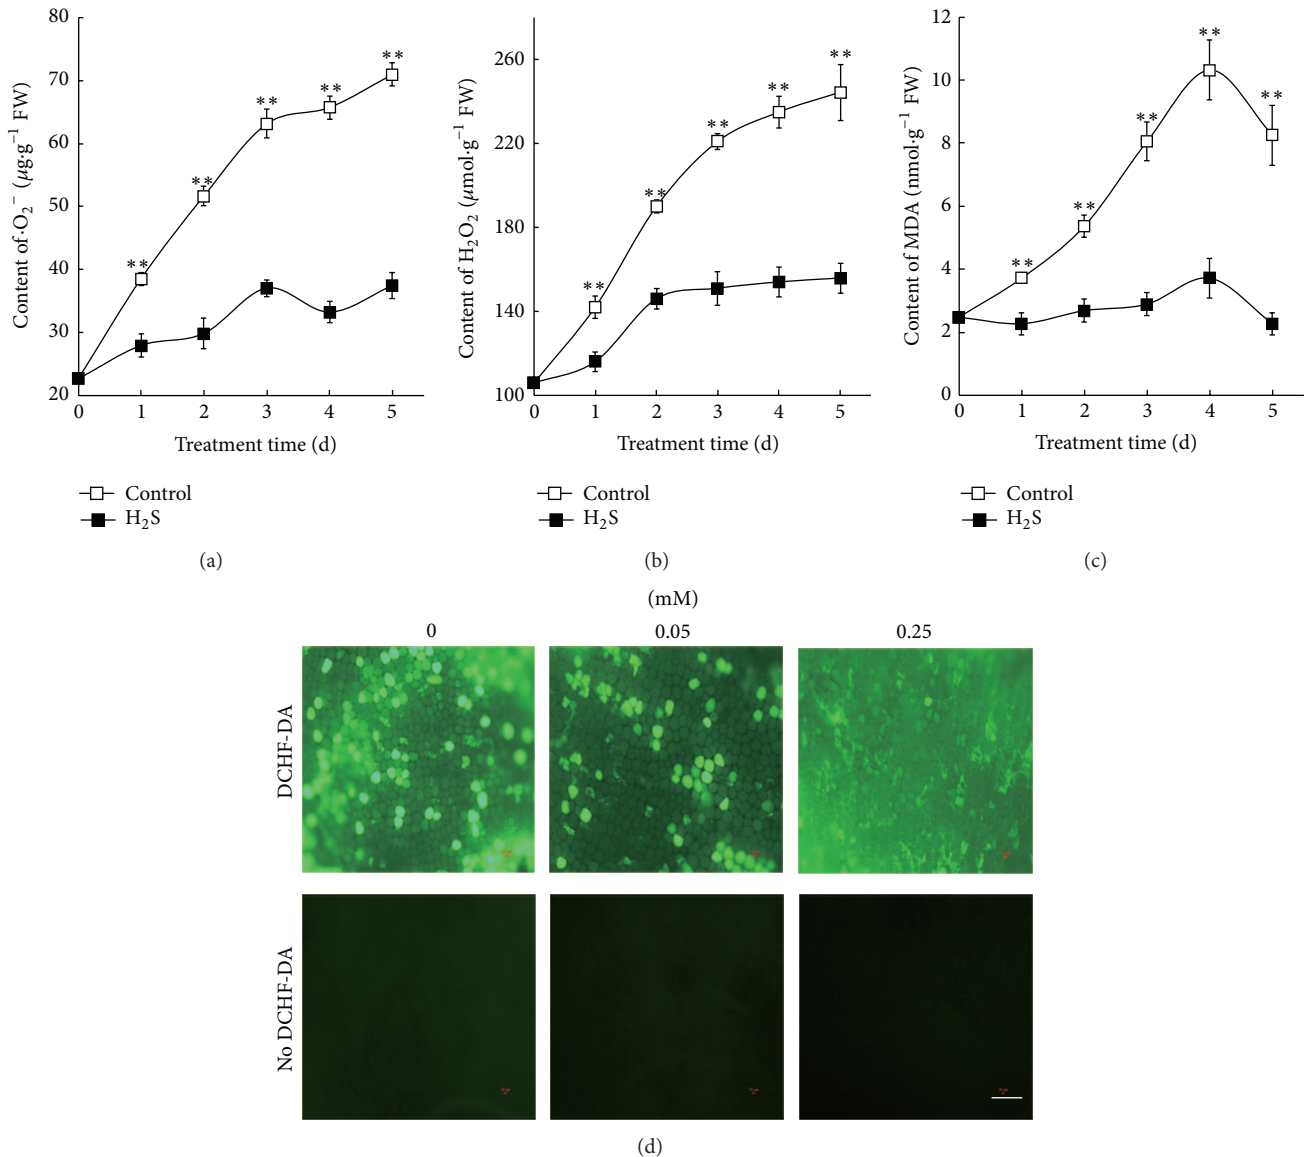 80
70
60
50
40
30
20
0 1 2 3 4 5
Content of ·O₂⁻ (μg·g⁻¹ FW)
Treatment time (d)
**
**
**
**
**
Control
H₂S
(a)
260
220
180
140
100
0 1 2 3 4 5
Content of H₂O₂ (μmol·g⁻¹ FW)
Treatment time (d)
**
**
**
**
**
Control
H₂S
(b)
12
10
8
6
4
2
0
0 1 2 3 4 5
Content of MDA (nmol·g⁻¹ FW)
Treatment time (d)
**
**
**
**
**
Control
H₂S
(c)
(mM)
0 0.05 0.25
DCHF-DA
No DCHF-DA
(d)